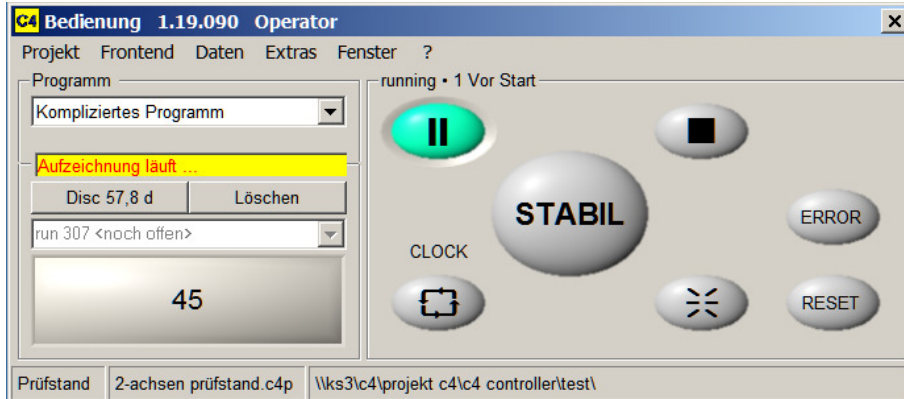 C4 Bedienung 1.19.090 Operator
Projekt Frontend Daten Extras Fenster ?
Programm
Kompliziertes Programm
Aufzeichnung läuft ...
Disc 57,8 d Löschen
run 307 <noch offen>
45
running • 1 Vor Start
STABIL
ERROR
CLOCK
RESET
Prüfstand 2-achsen prüfstand.c4p \\ks3\c4\projekt c4\c4 controller\test\